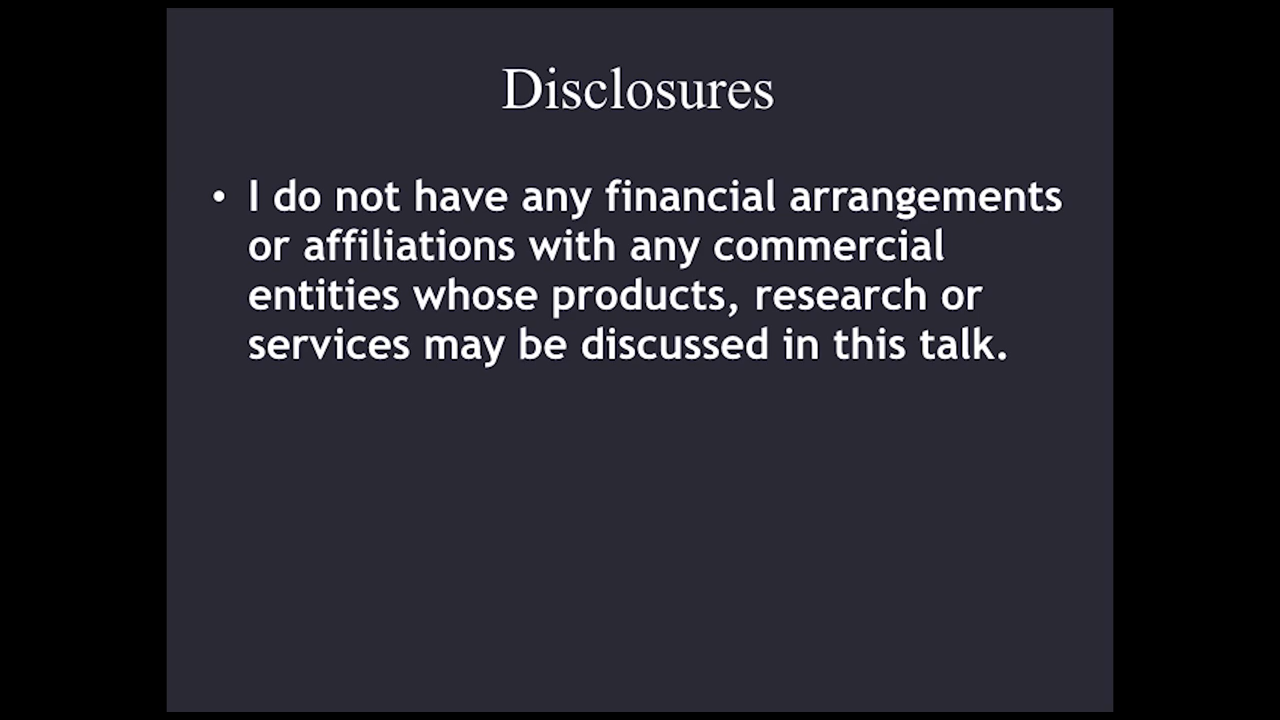 Disclosures
• I do not have any financial arrangements
or affiliations with any commercial
entities whose products, research or
services may be discussed in this talk.